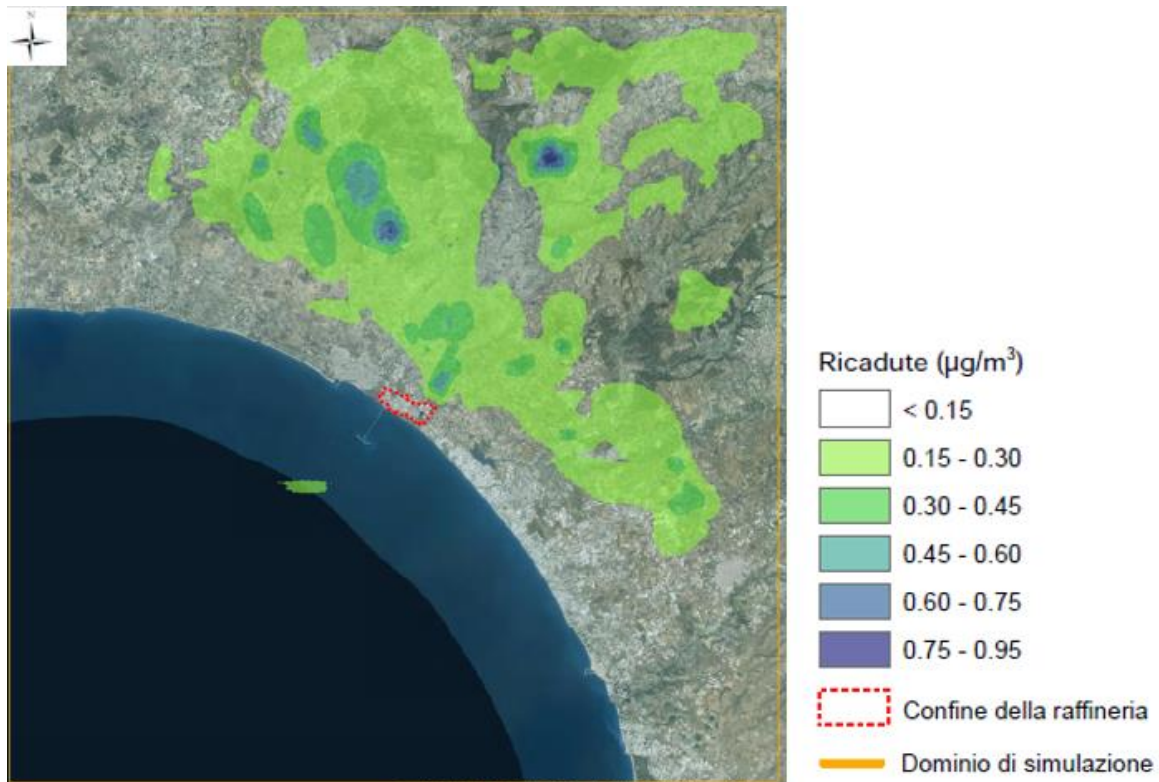 N
Ricadute (µg/m³)
< 0.15
0.15 - 0.30
0.30 - 0.45
0.45 - 0.60
0.60 - 0.75
0.75 - 0.95
Confine della raffineria
Dominio di simulazione